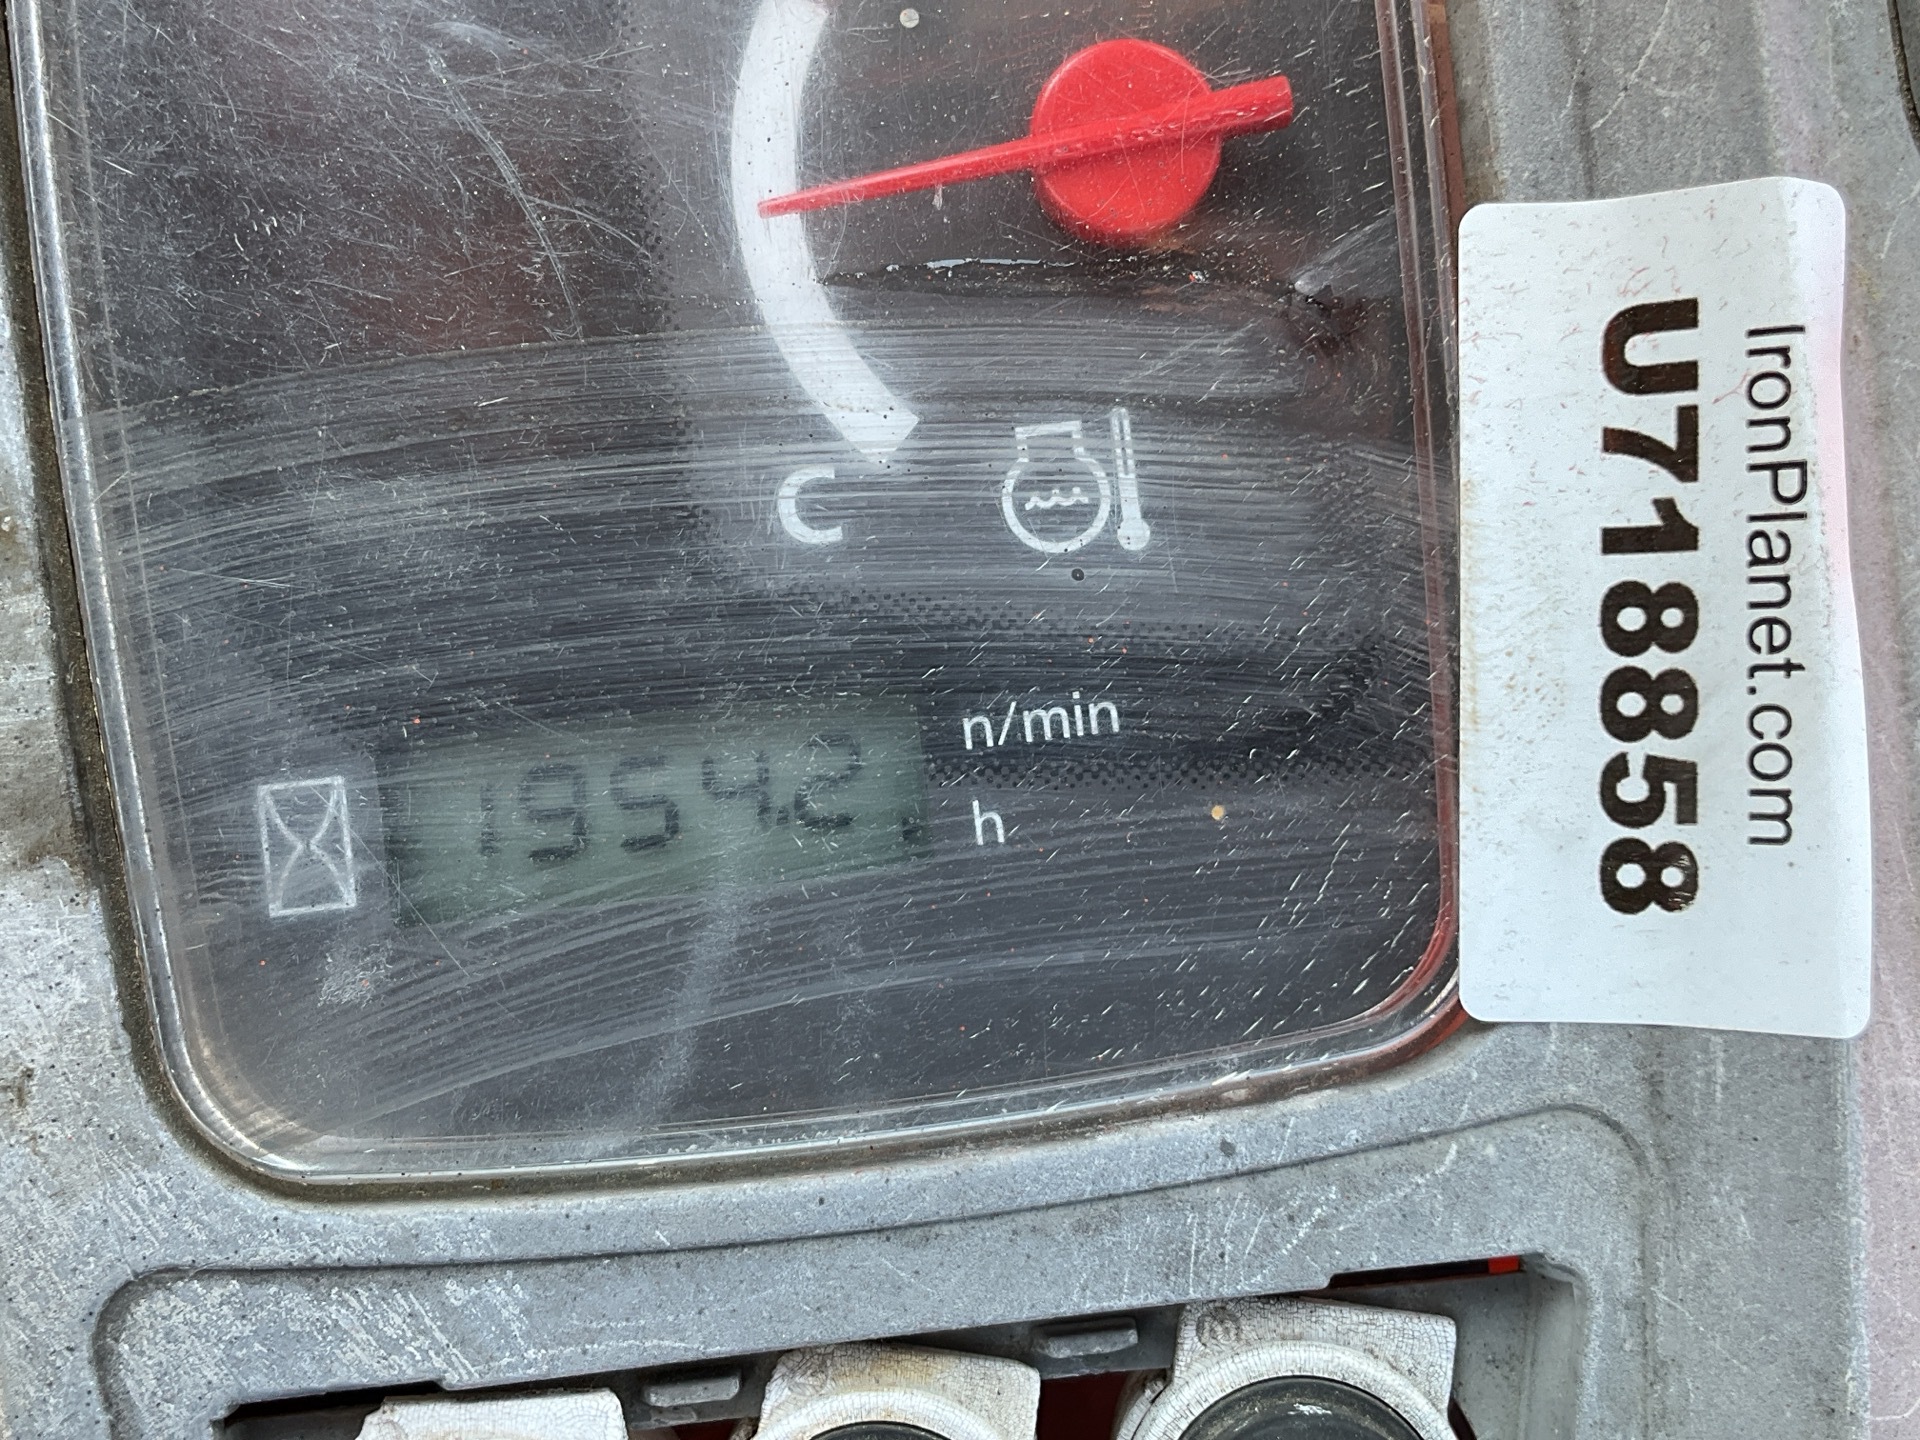 C
n/min
1954.2
h
IronPlanet.com
U718858